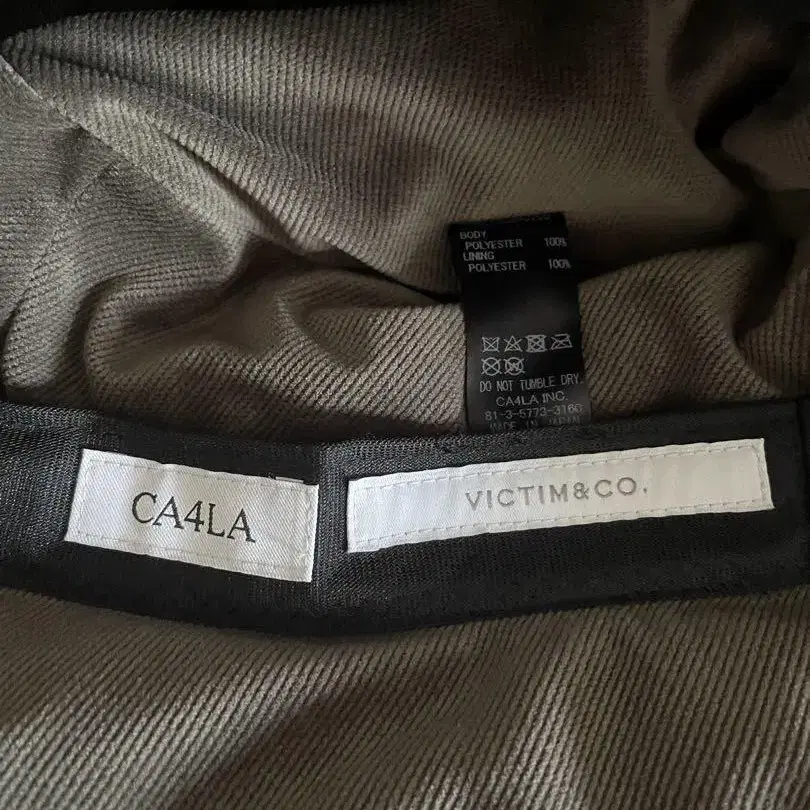 BODY
POLYESTER 100%
LINING
POLYESTER 100%
DO NOT TUMBLE DRY.
CA4LA INC.
81-3-5773-3160
MADE IN JAPAN
CA4LA
VICTIM&CO.